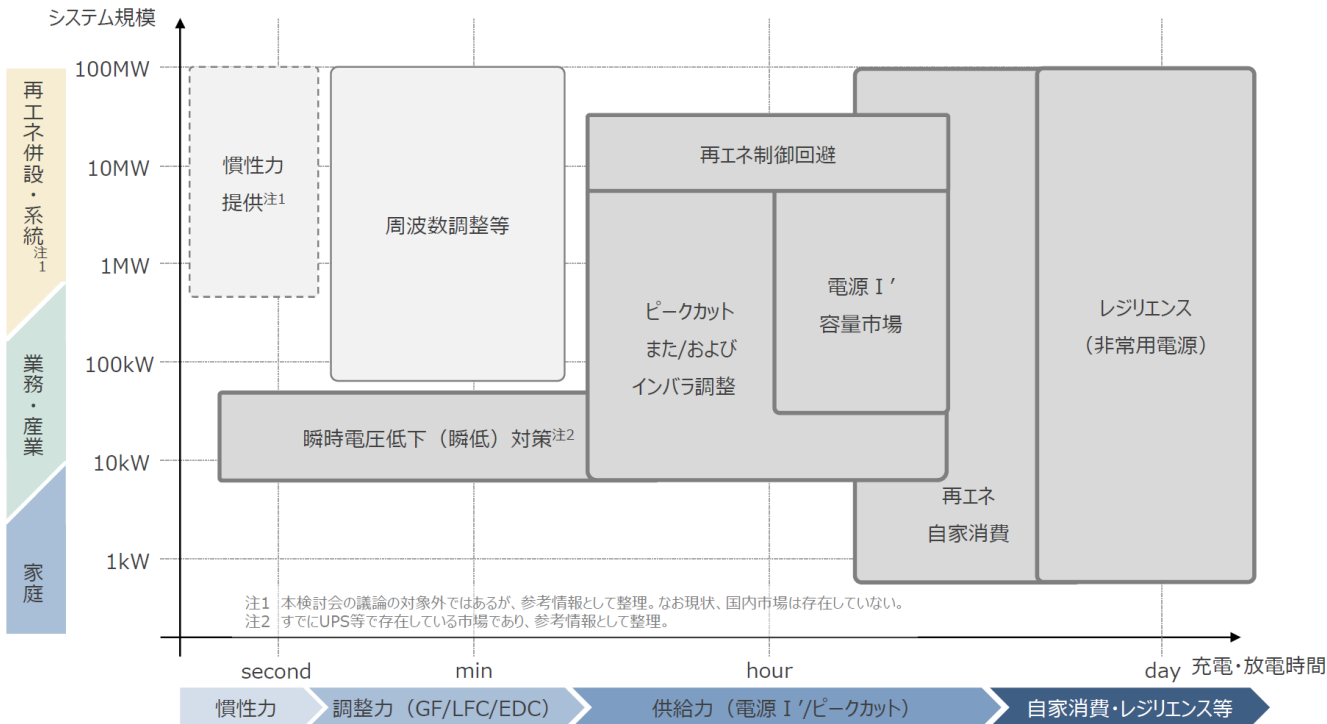 システム規模
100MW
10MW
1MW
100kW
10kW
1kW
再エネ併設・系統注1
業務・産業
家庭
慣性力
提供注1
周波数調整等
再エネ制御回避
ピークカット
また/および
インバラ調整
電源Ⅰ′
容量市場
瞬時電圧低下（瞬低）対策注2
再エネ
自家消費
レジリエンス
（非常用電源）
注1 本検討会の議論の対象外ではあるが、参考情報として整理。なお現状、国内市場は存在していない。
注2 すでにUPS等で存在している市場であり、参考情報として整理。
second
min
hour
day
充電・放電時間
慣性力
調整力（GF/LFC/EDC）
供給力（電源Ⅰ′/ピークカット）
自家消費・レジリエンス等